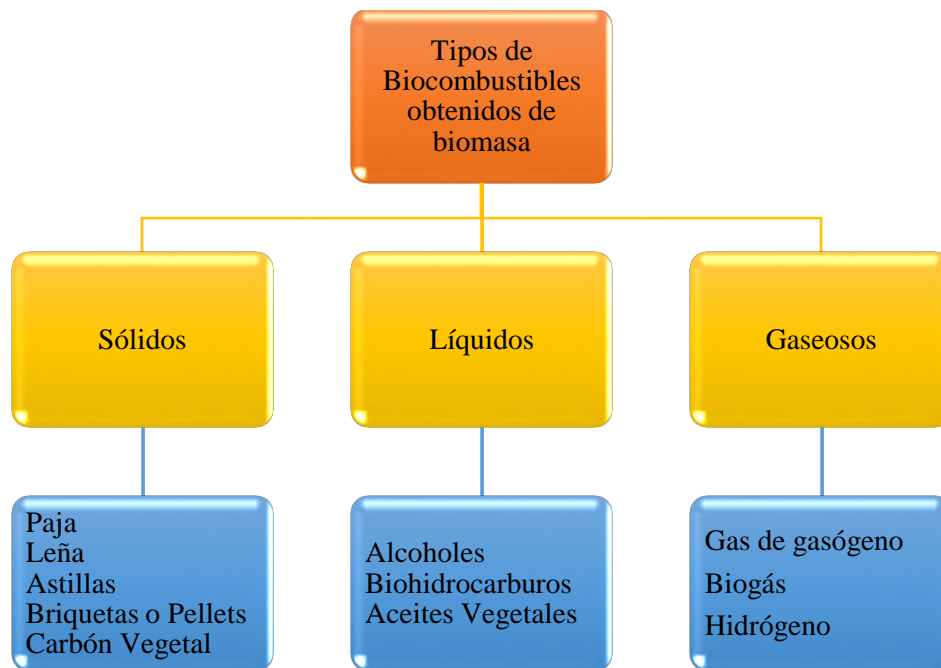 Tipos de
Biocombustibles
obtenidos de
biomasa
Sólidos
Líquidos
Gaseosos
Paja
Leña
Astillas
Briquetas o Pellets
Carbón Vegetal
Alcoholes
Biohidrocarburos
Aceites Vegetales
Gas de gasógeno
Biogás
Hidrógeno